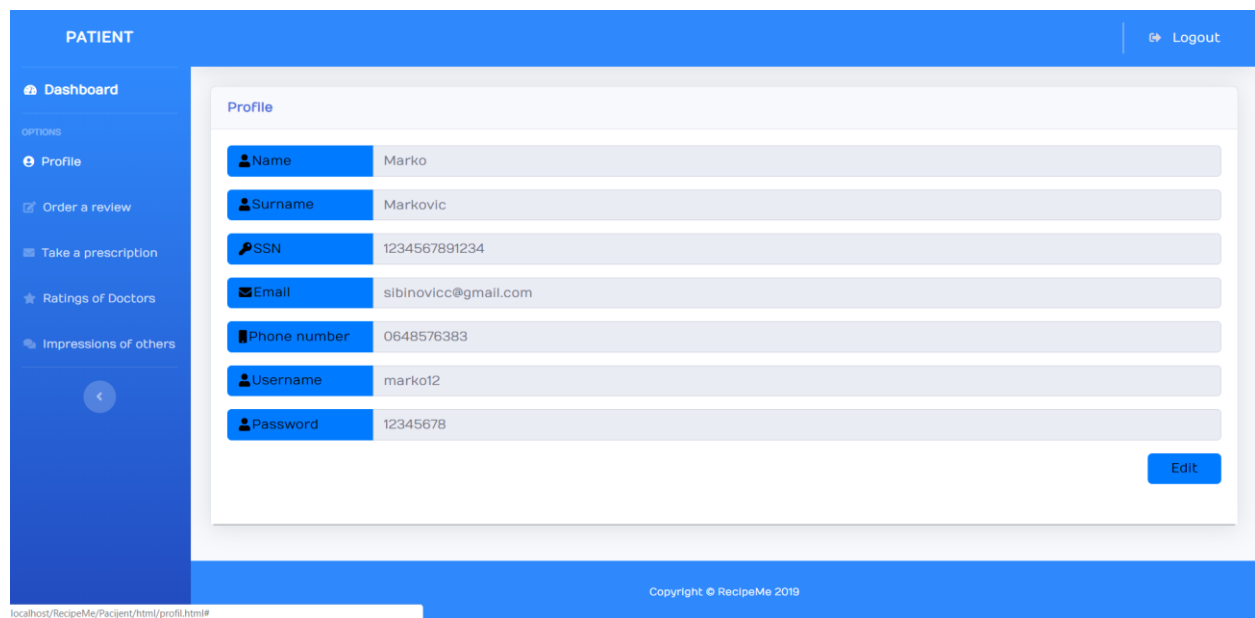 PATIENT
Logout
Dashboard
OPTIONS
Profile
Order a review
Take a prescription
Ratings of Doctors
Impressions of others
Profile
Name Marko
Surname Markovic
SSN 1234567891234
Email sibinovicc@gmail.com
Phone number 0648576383
Username marko12
Password 12345678
Edit
Copyright © RecipeMe 2019
localhost/RecipeMe/Pacijent/html/profil.html#